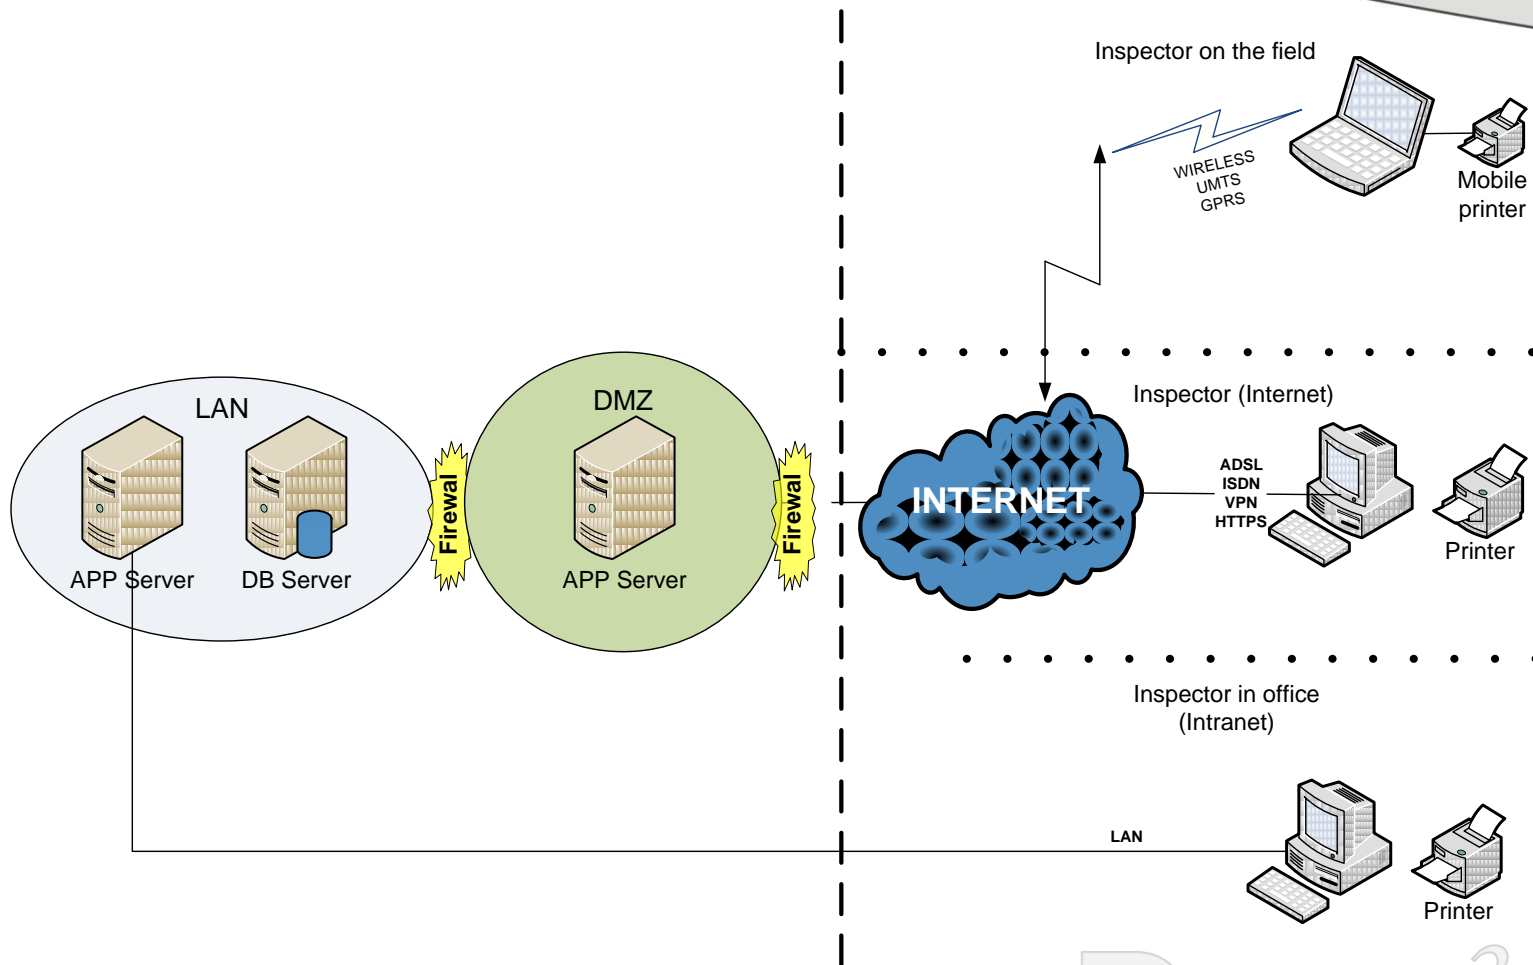 Inspector on the field
WIRELESS
UMTS
GPRS
Mobile
printer
LAN
DMZ
Inspector (Internet)
Firewal
Firewal
INTERNET
ADSL
ISDN
VPN
HTTPS
Printer
APP Server
DB Server
APP Server
Inspector in office
(Intranet)
LAN
Printer